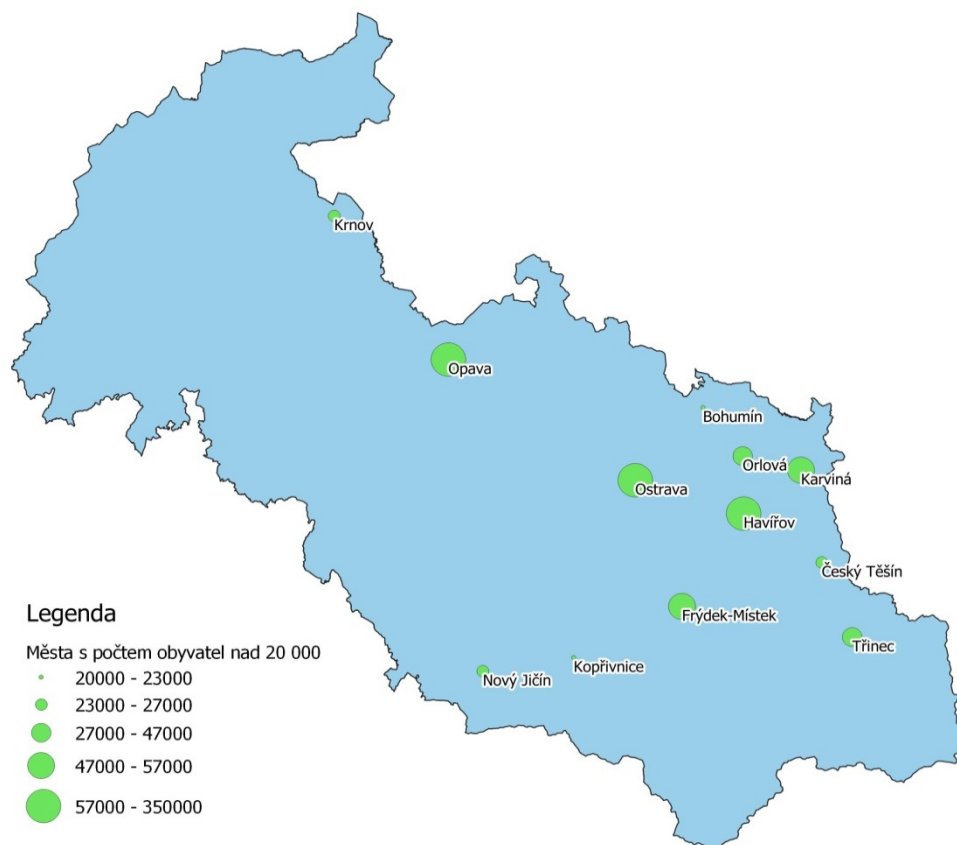 Krnov
Opava
Bohumín
Orlová
Karviná
Ostrava
Havířov
Český Těšín
Frýdek-Místek
Třinec
Kopřivnice
Nový Jičín
Legenda
Města s počtem obyvatel nad 20 000
20000 - 23000
23000 - 27000
27000 - 47000
47000 - 57000
57000 - 350000